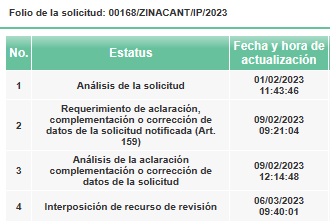 Folio de la solicitud: 00168/ZINACANT/IP/2023
No. Estatus Fecha y hora de
actualización
1 Análisis de la solicitud 01/02/2023
11:43:46
2 Requerimiento de aclaración,
complementación o corrección de
datos de la solicitud notificada (Art.
159) 09/02/2023
09:21:04
3 Análisis de la aclaración
complementación o corrección de
datos de la solicitud 09/02/2023
12:14:48
4 Interposición de recurso de revisión 06/03/2023
09:40:01